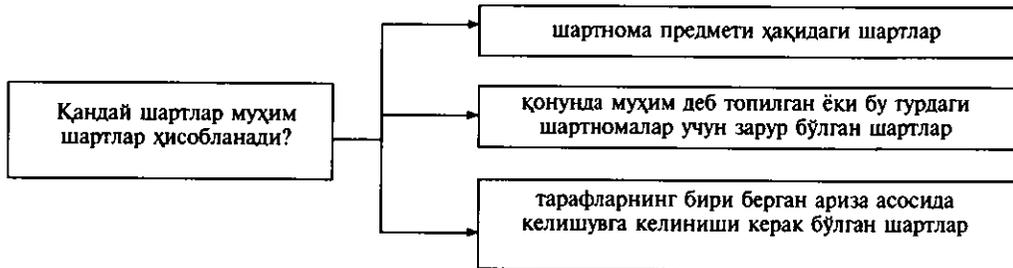 Қандай шартлар муҳим
шартлар ҳисобланади?
шартнома предмети ҳақидаги шартлар
қонунда муҳим деб топилган ёки бу турдаги
шартномалар учун зарур бўлган шартлар
тарафларнинг бири берган ариза асосида
келишувга келиниши керак бўлган шартлар